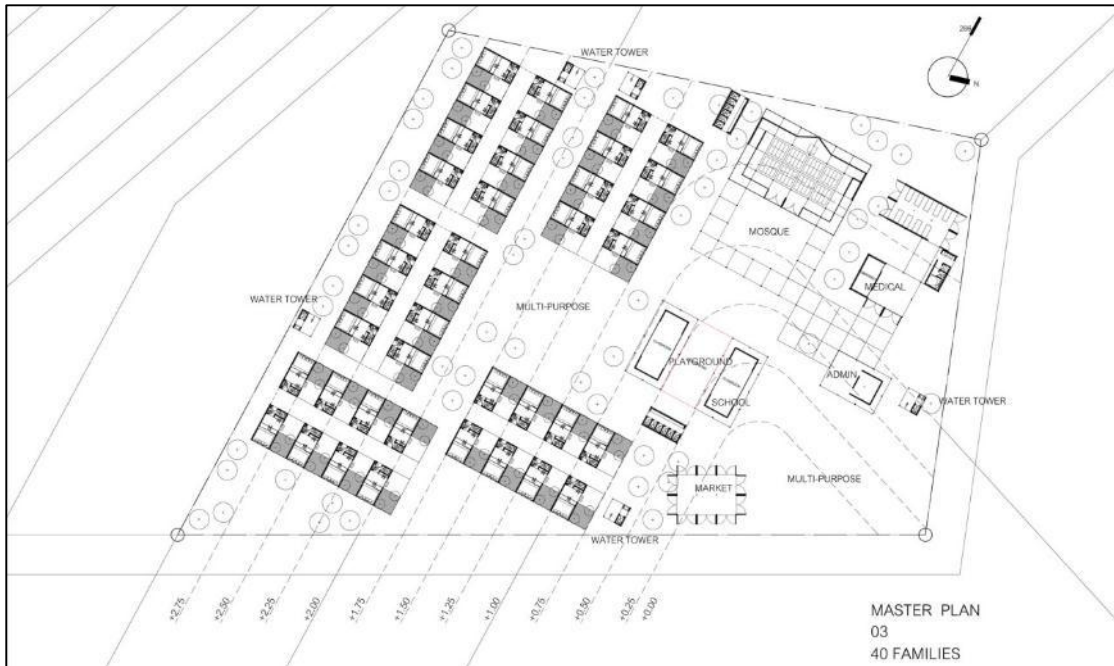 WATER TOWER
N
MOSQUE
MEDICAL
WATER TOWER
MULTI-PURPOSE
PLAYGROUND
ADMIN
SCHOOL
WATER TOWER
MARKET
MULTI-PURPOSE
WATER TOWER
+2,75
+2,50
+2,25
+2,00
+1,75
+1,50
+1,25
+1,00
+0,75
+0,50
+0,25
+0,00
MASTER PLAN
03
40 FAMILIES